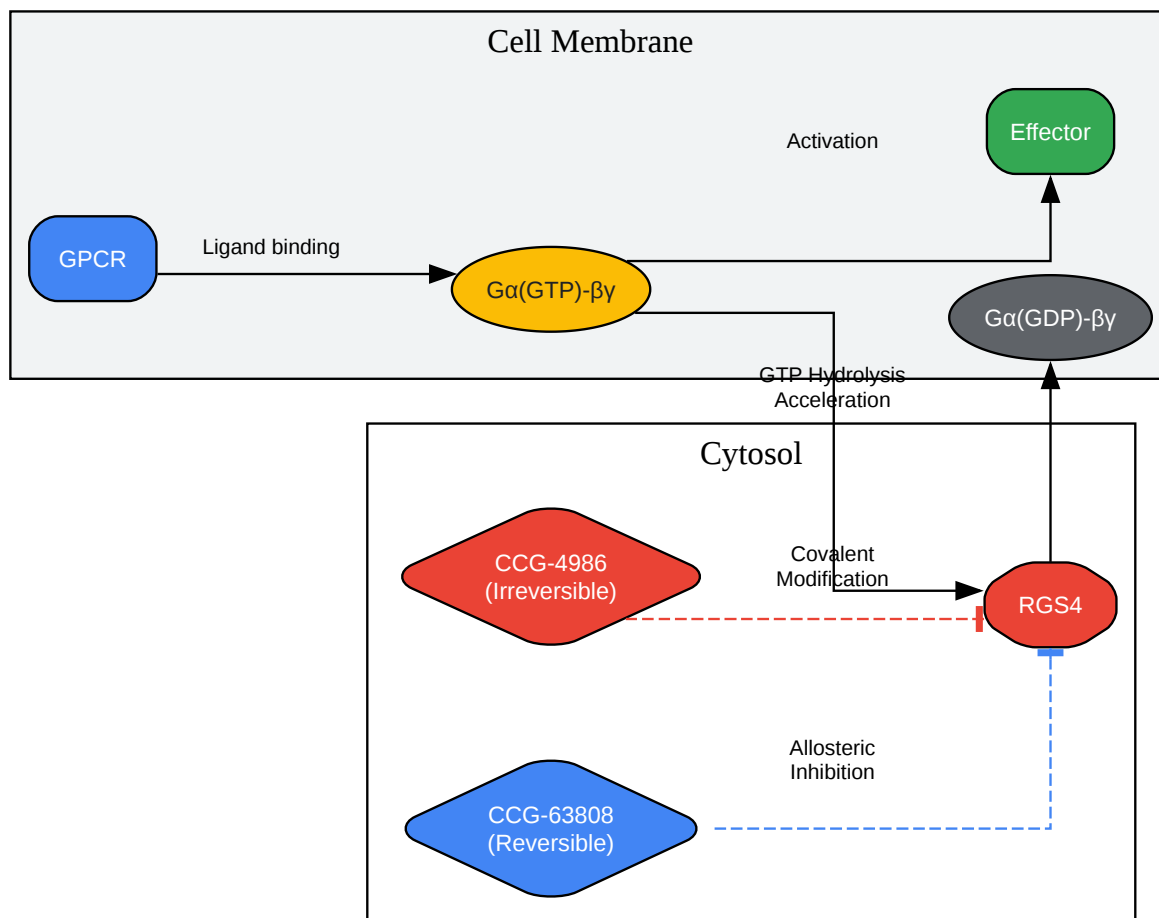 Cell Membrane
Effector
Activation
GPCR
Ligand binding
Gα(GTP)-βγ
Gα(GDP)-βγ
GTP Hydrolysis
Acceleration
Cytosol
CCG-4986
(Irreversible)
Covalent
Modification
RGS4
Allosteric
Inhibition
CCG-63808
(Reversible)